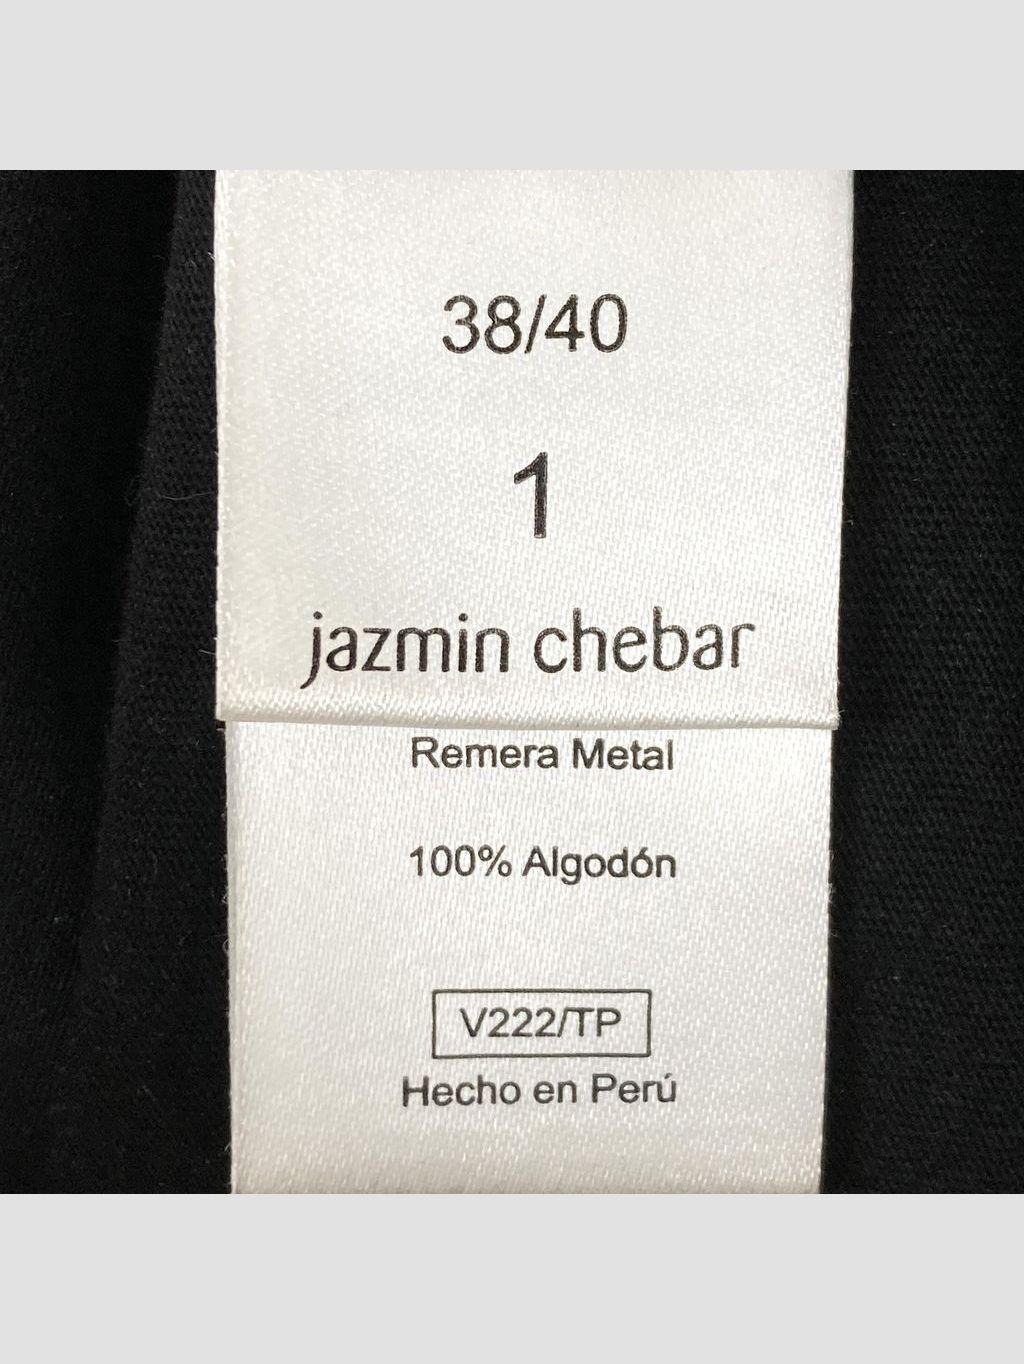 38/40
1
jazmin chebar
Remera Metal
100% Algodón
V222/TP
Hecho en Perú